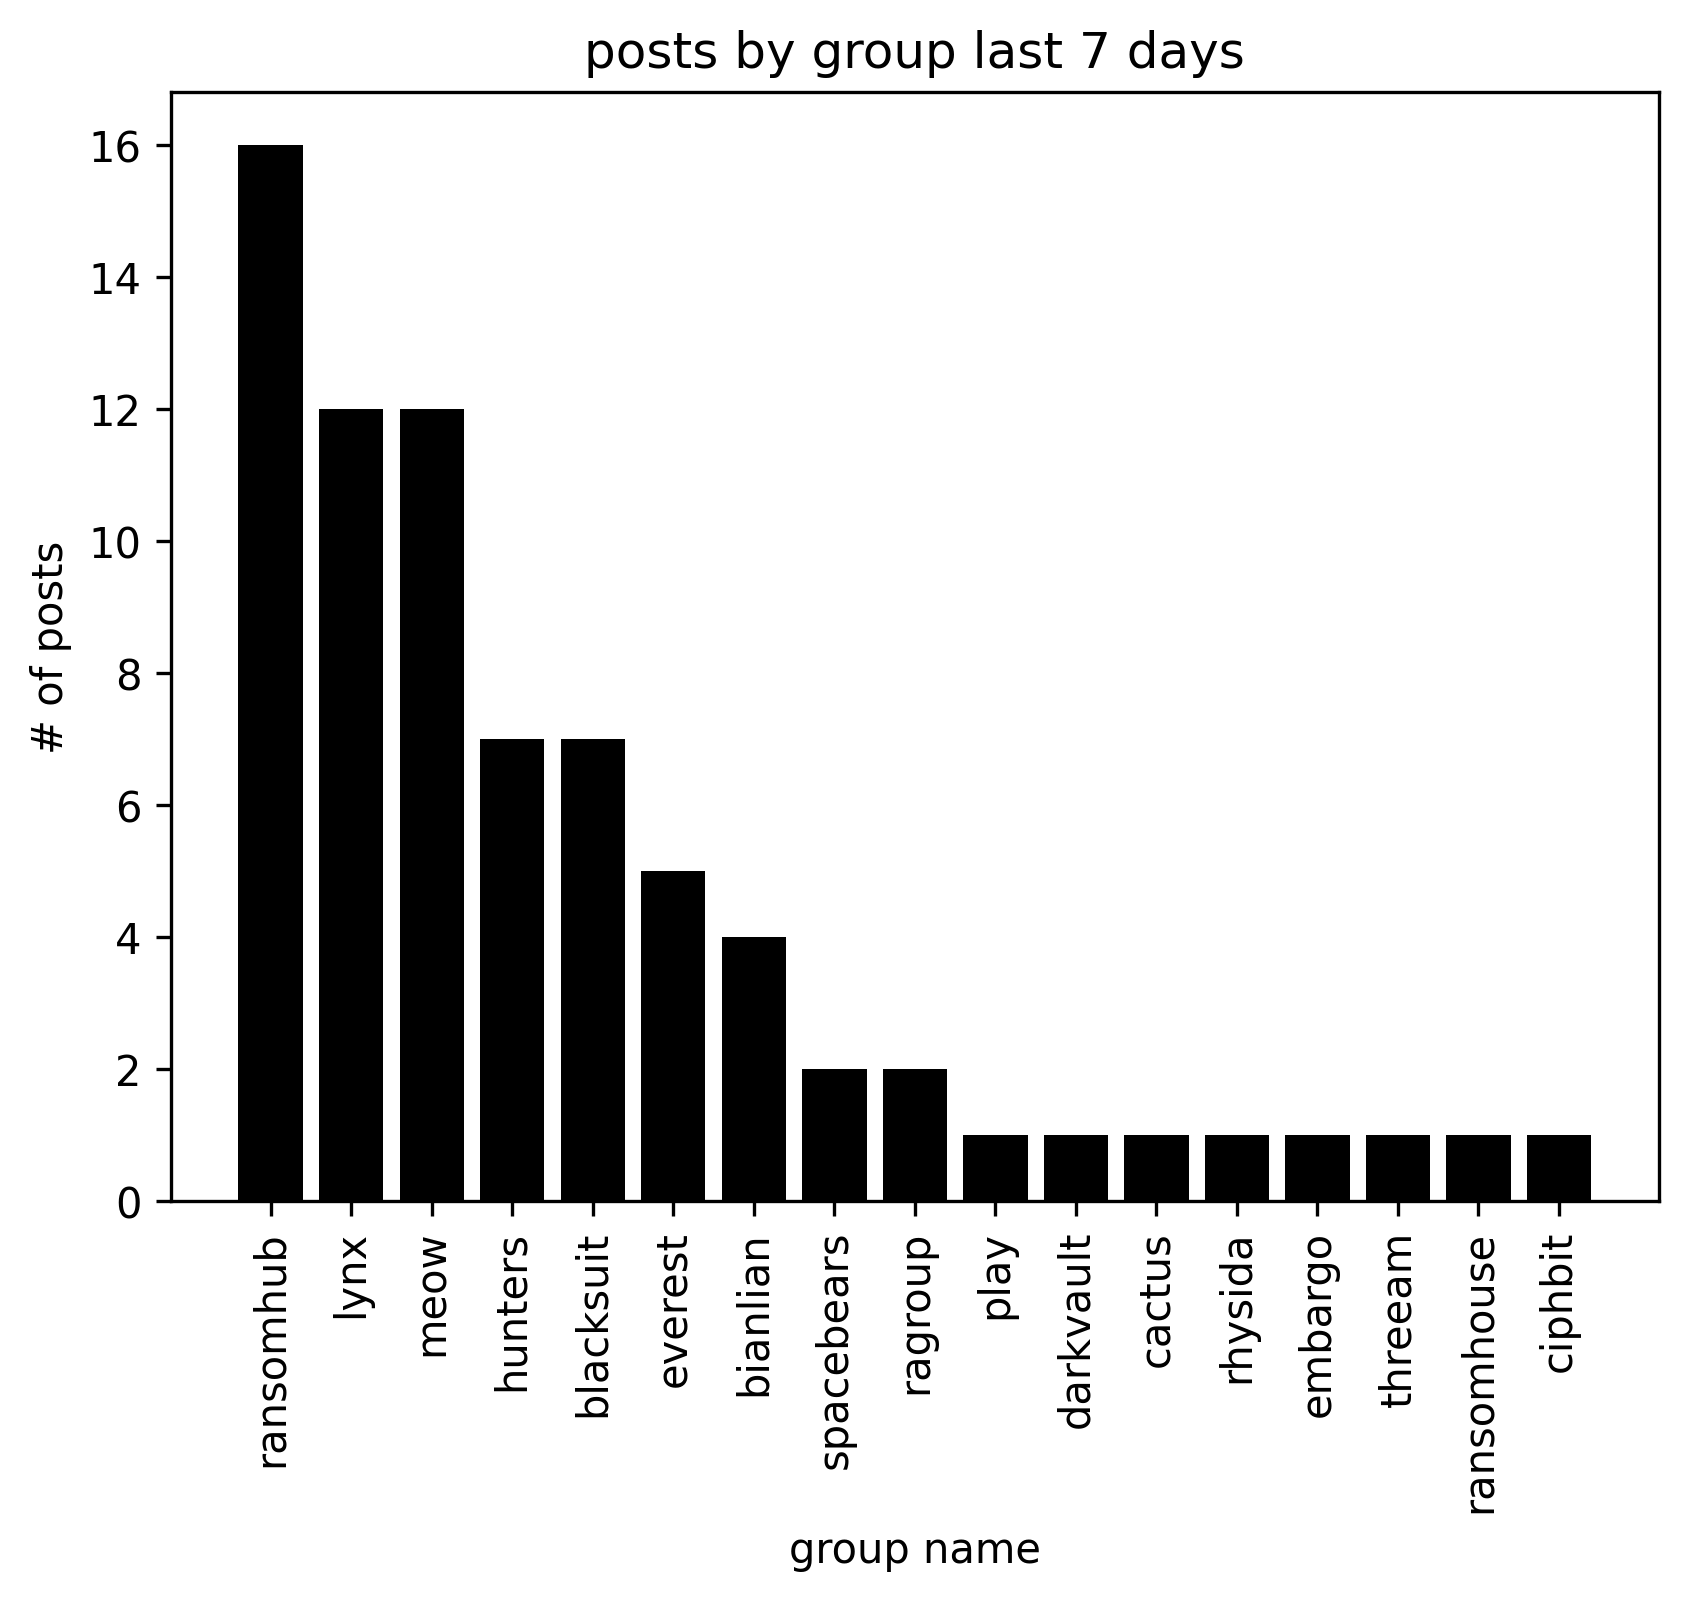 posts by group last 7 days
# of posts
16
14
12
10
8
6
4
2
0
ransomhub
lynx
meow
hunters
blacksuit
everest
bianlian
spacebears
ragroup
play
darkvault
cactus
rhysida
embargo
threeam
ransomhouse
ciphbit
group name